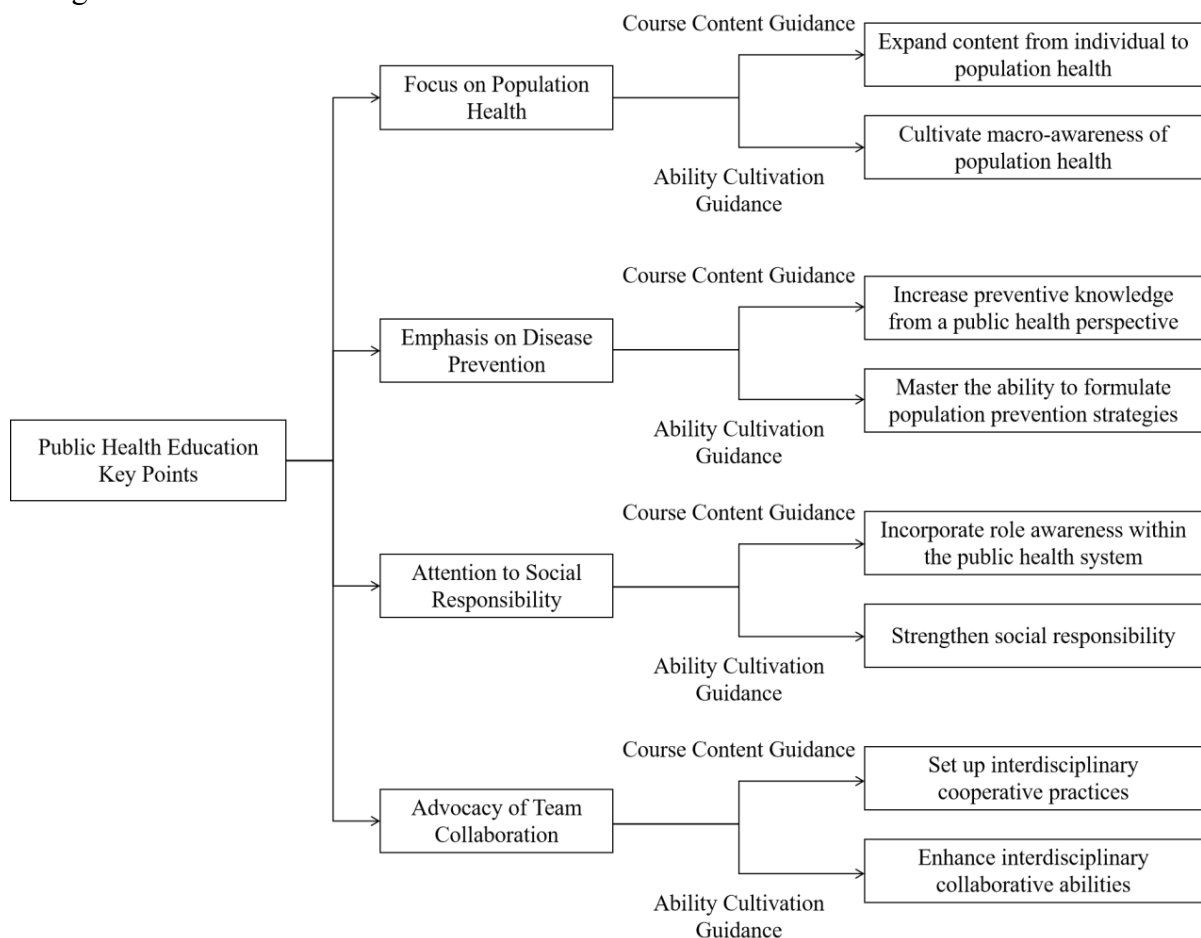 Course Content Guidance
Expand content from individual to
population health
Focus on Population
Health
Cultivate macro-awareness of
population health
Ability Cultivation
Guidance
Course Content Guidance
Increase preventive knowledge
from a public health perspective
Emphasis on Disease
Prevention
Master the ability to formulate
population prevention strategies
Ability Cultivation
Guidance
Public Health Education
Key Points
Course Content Guidance
Incorporate role awareness within
the public health system
Attention to Social
Responsibility
Strengthen social responsibility
Ability Cultivation
Guidance
Course Content Guidance
Set up interdisciplinary
cooperative practices
Advocacy of Team
Collaboration
Enhance interdisciplinary
collaborative abilities
Ability Cultivation
Guidance